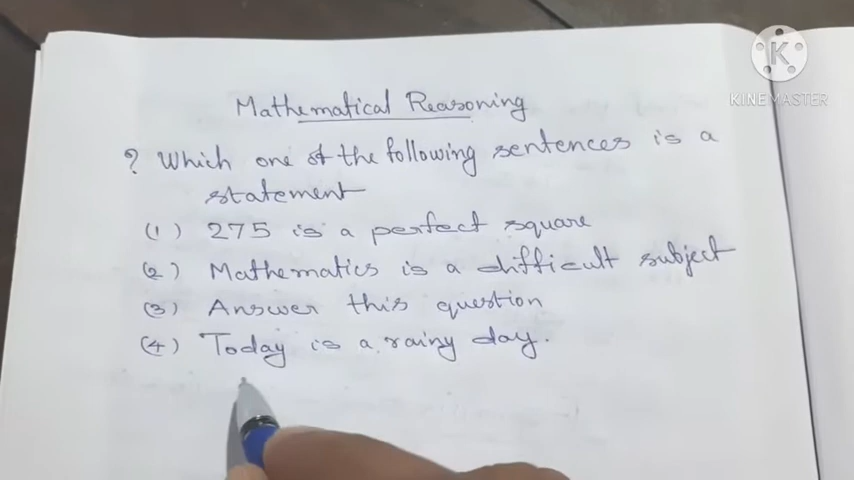 Mathematical Reasoning
? Which one of the following sentences is a
statement
(1) 275 is a perfect square
(2) Mathematics is a difficult subject
(3) Answer this question
(4) Today is a rainy day.
K
KINEMASTER